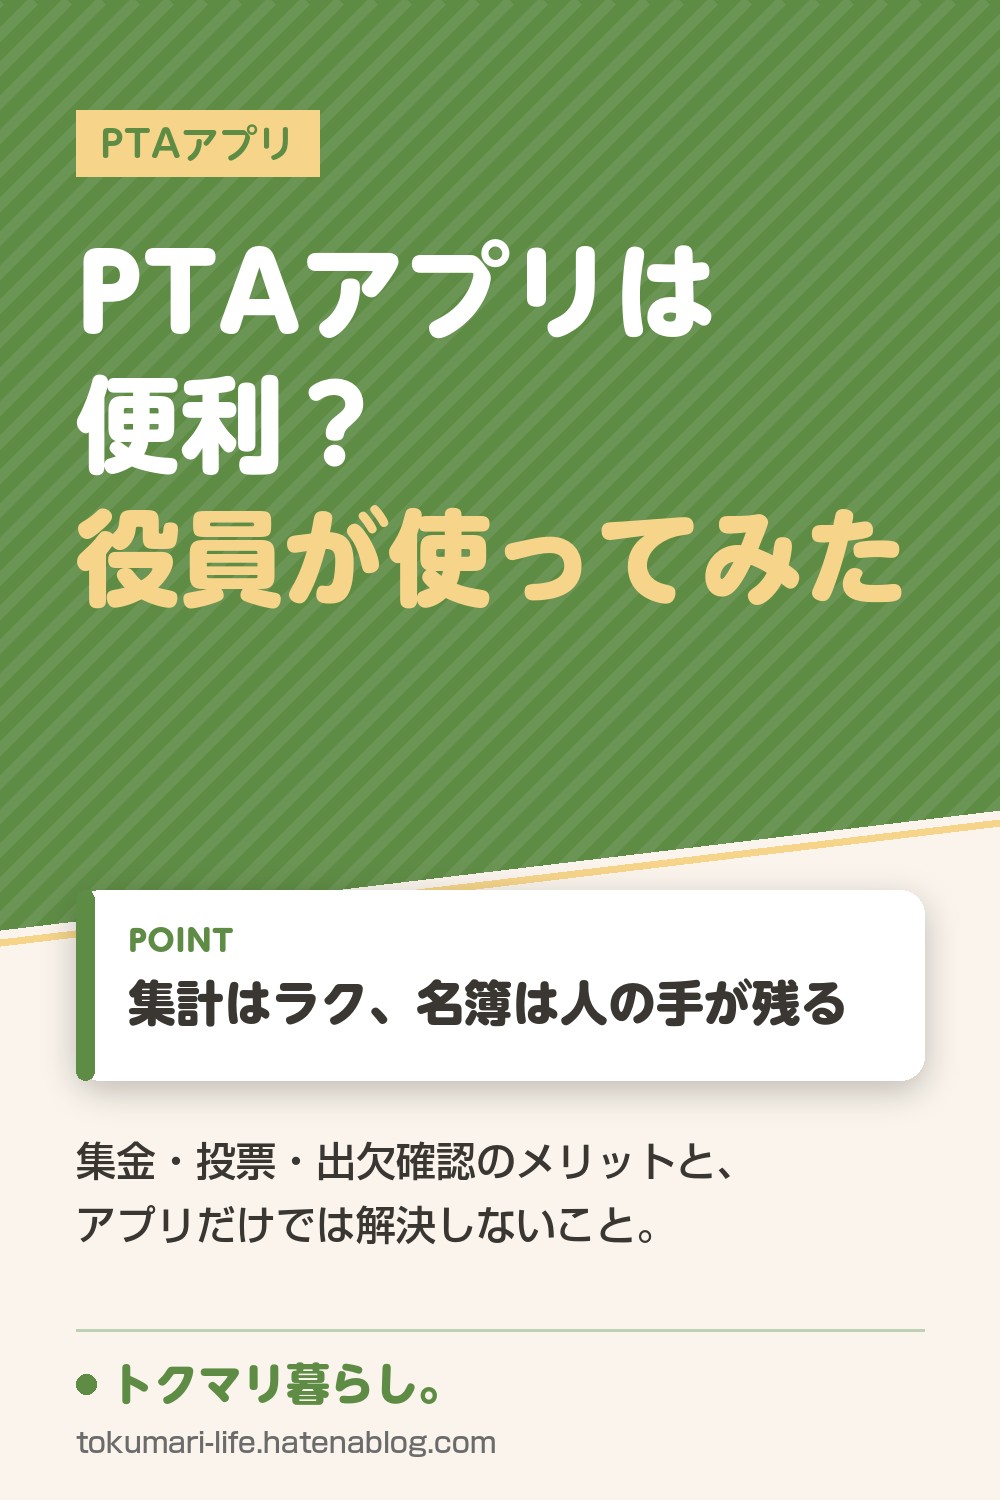 PTAアプリ
PTAアプリは
便利？
役員が使ってみた
POINT
集計はラク、名簿は人の手が残る
集金・投票・出欠確認のメリットと、
アプリだけでは解決しないこと。
トクマリ暮らし。
tokumari-life.hatenablog.com